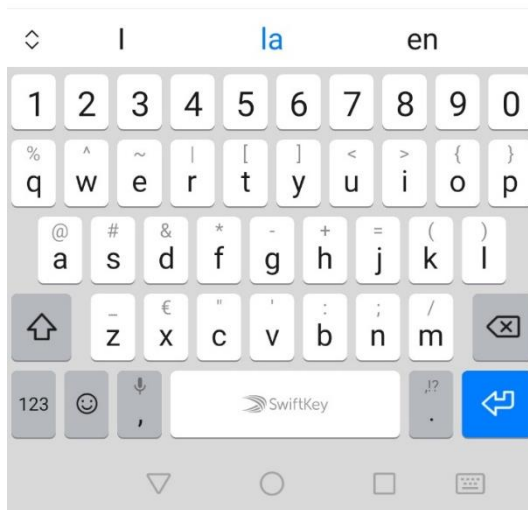 l la en
1 2 3 4 5 6 7 8 9 0
% ^ ~ | [ ] < > { }
q w e r t y u i o p
@ # & * - + = ( )
a s d f g h j k l
_ € " ' : ; /
z x c v b n m
,!?
123 , SwiftKey .